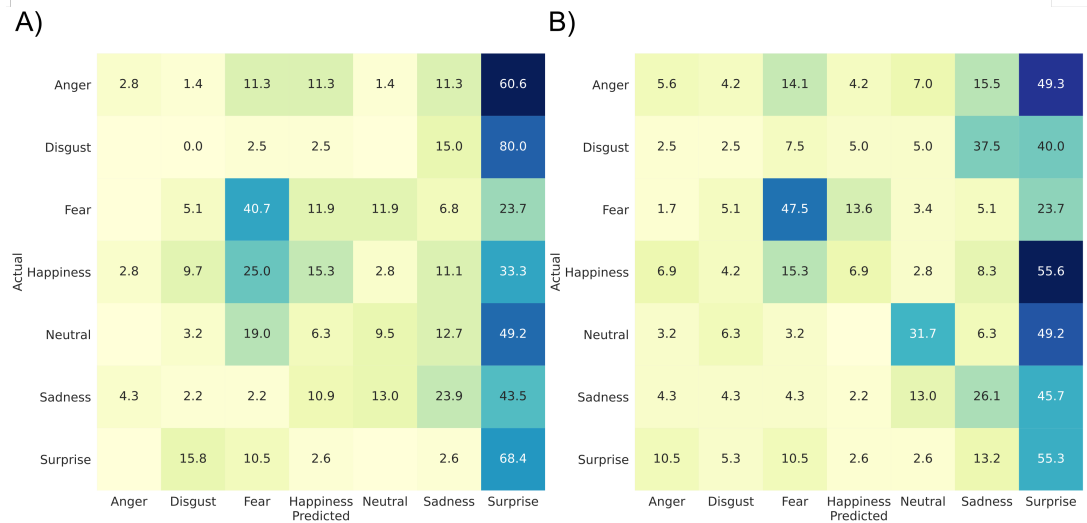 A)
Anger 2.8 1.4 11.3 11.3 1.4 11.3 60.6
Disgust 0.0 2.5 2.5 15.0 80.0
Fear 5.1 40.7 11.9 11.9 6.8 23.7
Happiness 2.8 9.7 25.0 15.3 2.8 11.1 33.3
Neutral 3.2 19.0 6.3 9.5 12.7 49.2
Sadness 4.3 2.2 2.2 10.9 13.0 23.9 43.5
Surprise 15.8 10.5 2.6 2.6 68.4
Actual
Anger Disgust Fear Happiness Neutral Sadness Surprise
Predicted
B)
Anger 5.6 4.2 14.1 4.2 7.0 15.5 49.3
Disgust 2.5 2.5 7.5 5.0 5.0 37.5 40.0
Fear 1.7 5.1 47.5 13.6 3.4 5.1 23.7
Happiness 6.9 4.2 15.3 6.9 2.8 8.3 55.6
Neutral 3.2 6.3 3.2 31.7 6.3 49.2
Sadness 4.3 4.3 4.3 2.2 13.0 26.1 45.7
Surprise 10.5 5.3 10.5 2.6 2.6 13.2 55.3
Actual
Anger Disgust Fear Happiness Neutral Sadness Surprise
Predicted